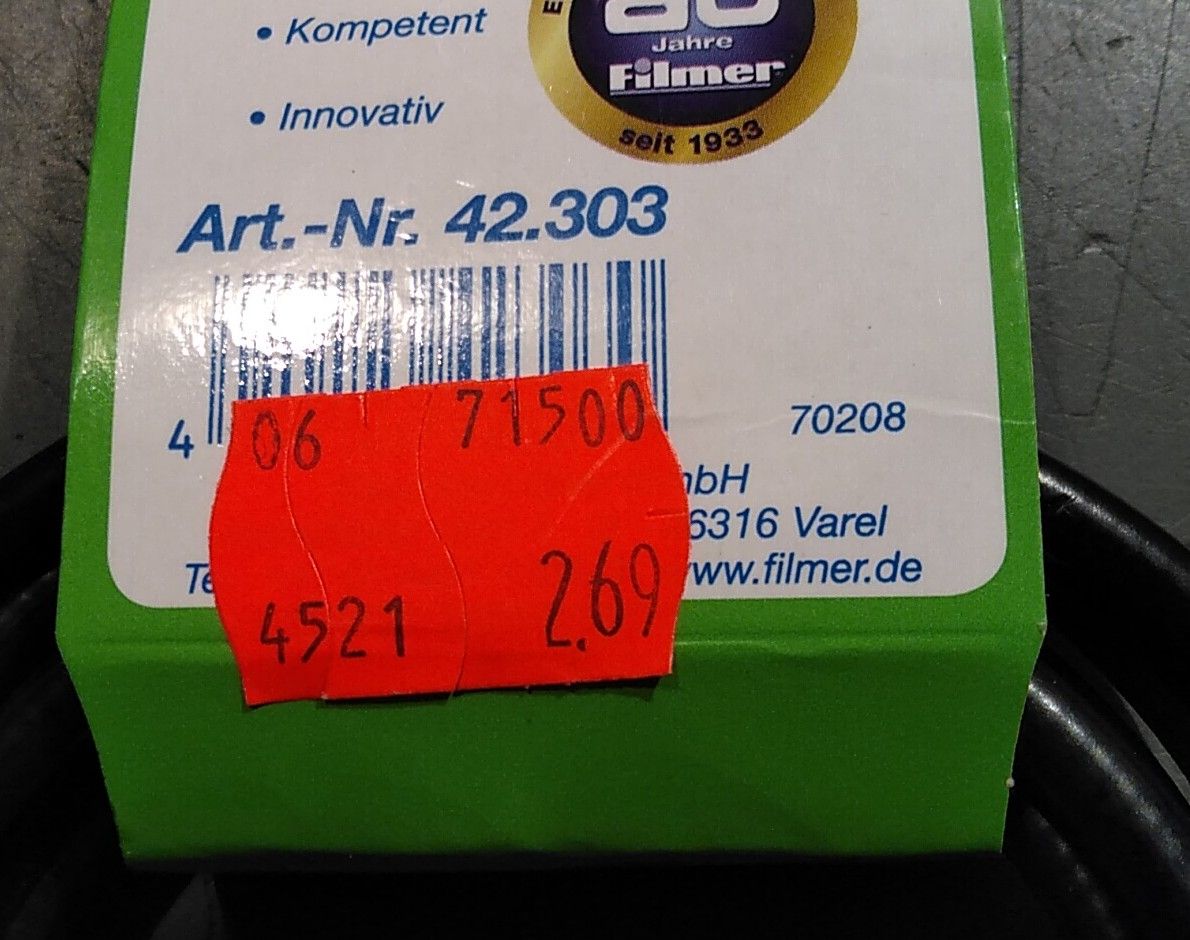 • Kompetent
• Innovativ
80
Jahre
Filmer
seit 1933
Art.-Nr. 42.303
4
70208
06 71500
4521 2.69
6316 Varel
www.filmer.de